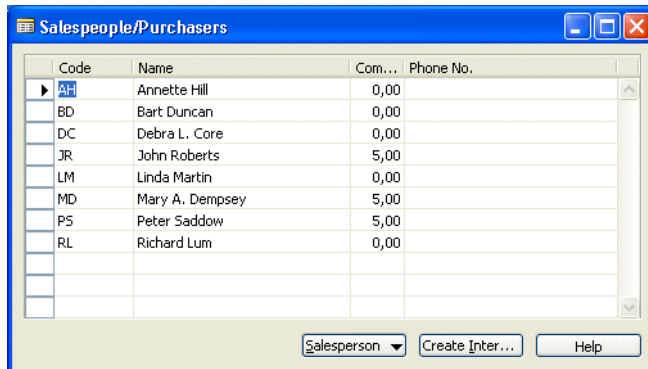 Salespeople/Purchasers
Code Name Com... Phone No.
AH Annette Hill 0,00
BD Bart Duncan 0,00
DC Debra L. Core 0,00
JR John Roberts 5,00
LM Linda Martin 0,00
MD Mary A. Dempsey 5,00
PS Peter Saddow 5,00
RL Richard Lum 0,00
Salesperson Create Inter... Help